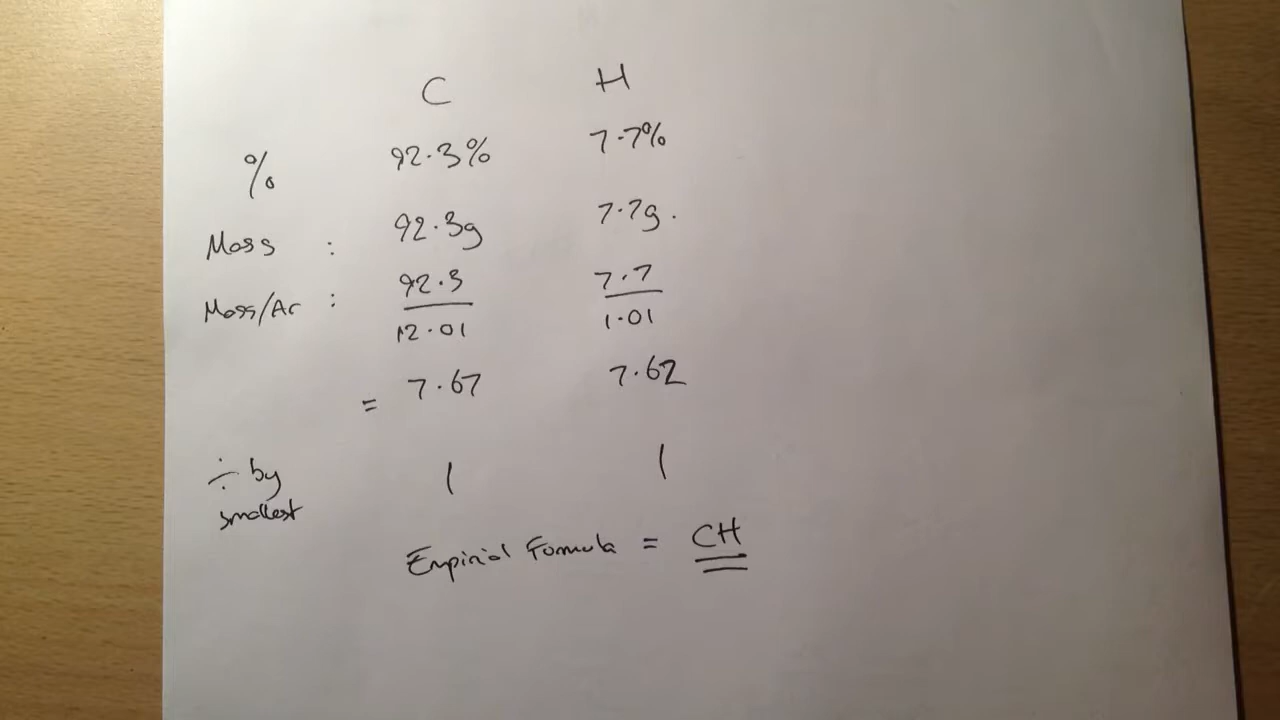 C H
% 92.3% 7.7%
Mass : 92.3g 7.7g.
Mass/Ar : 92.3/12.01 7.7/1.01
= 7.67 7.62
÷ by smallest 1 1
Empirial Formula = CH